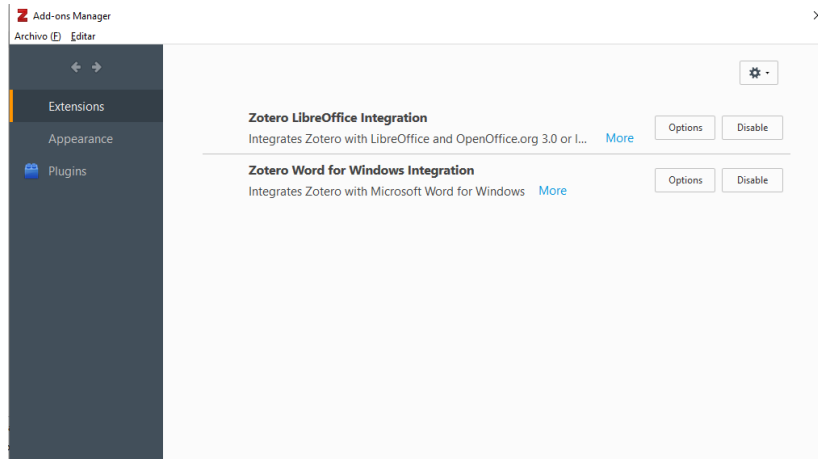 Add-ons Manager
Archivo (F) Editar
Extensions
Appearance
Plugins
Zotero LibreOffice Integration
Integrates Zotero with LibreOffice and OpenOffice.org 3.0 or l... More
Options Disable
Zotero Word for Windows Integration
Integrates Zotero with Microsoft Word for Windows More
Options Disable